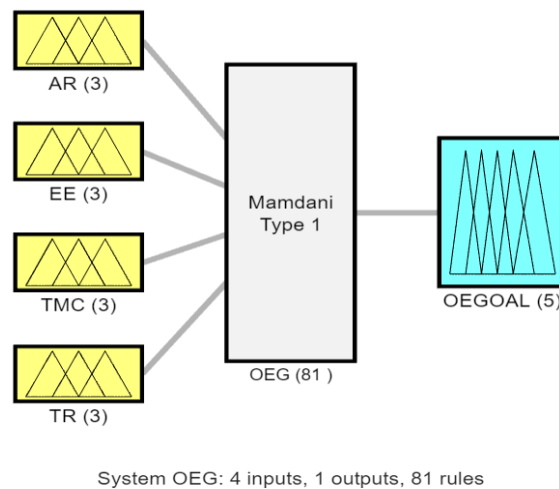 AR (3)
EE (3)
TMC (3)
TR (3)
Mamdani
Type 1
OEG (81 )
OEGOAL (5)
System OEG: 4 inputs, 1 outputs, 81 rules